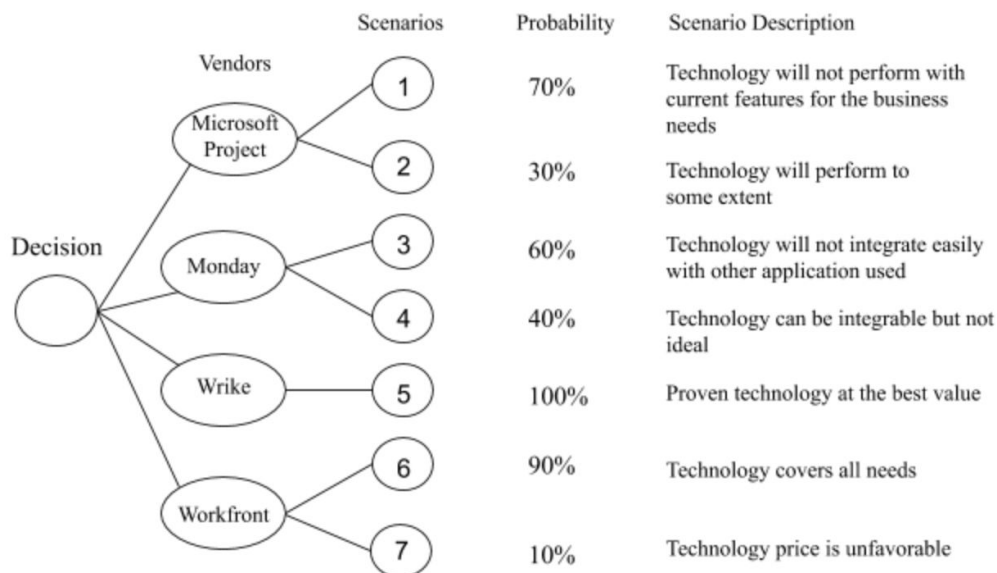 Scenarios Probability Scenario Description
Vendors
Decision
Microsoft
Project
1 70% Technology will not perform with
current features for the business
needs
2 30% Technology will perform to
some extent
Monday
3 60% Technology will not integrate easily
with other application used
4 40% Technology can be integrable but not
ideal
Wrike
5 100% Proven technology at the best value
Workfront
6 90% Technology covers all needs
7 10% Technology price is unfavorable